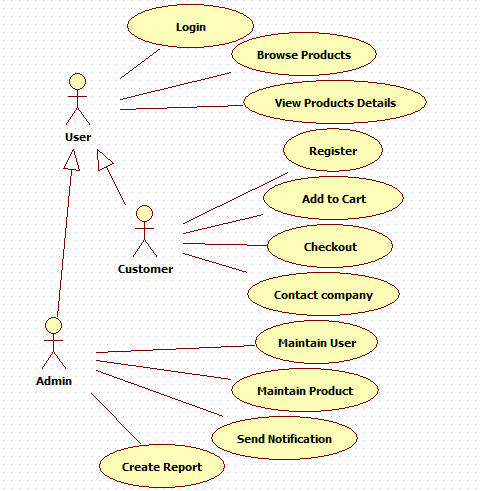 Login
Browse Products
View Products Details
User
Register
Add to Cart
Checkout
Customer
Contact company
Maintain User
Admin
Maintain Product
Send Notification
Create Report